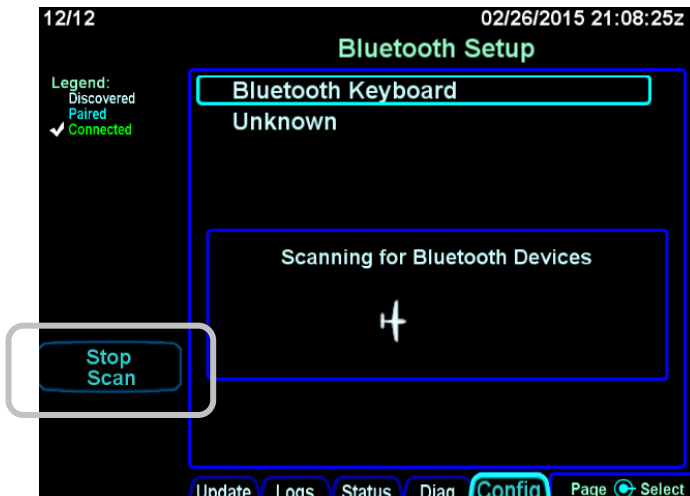 12/12 02/26/2015 21:08:25z
Bluetooth Setup
Legend:
Discovered
Paired
Connected
Bluetooth Keyboard
Unknown
Scanning for Bluetooth Devices
Stop
Scan
Update Logs Status Diag Config Page Select